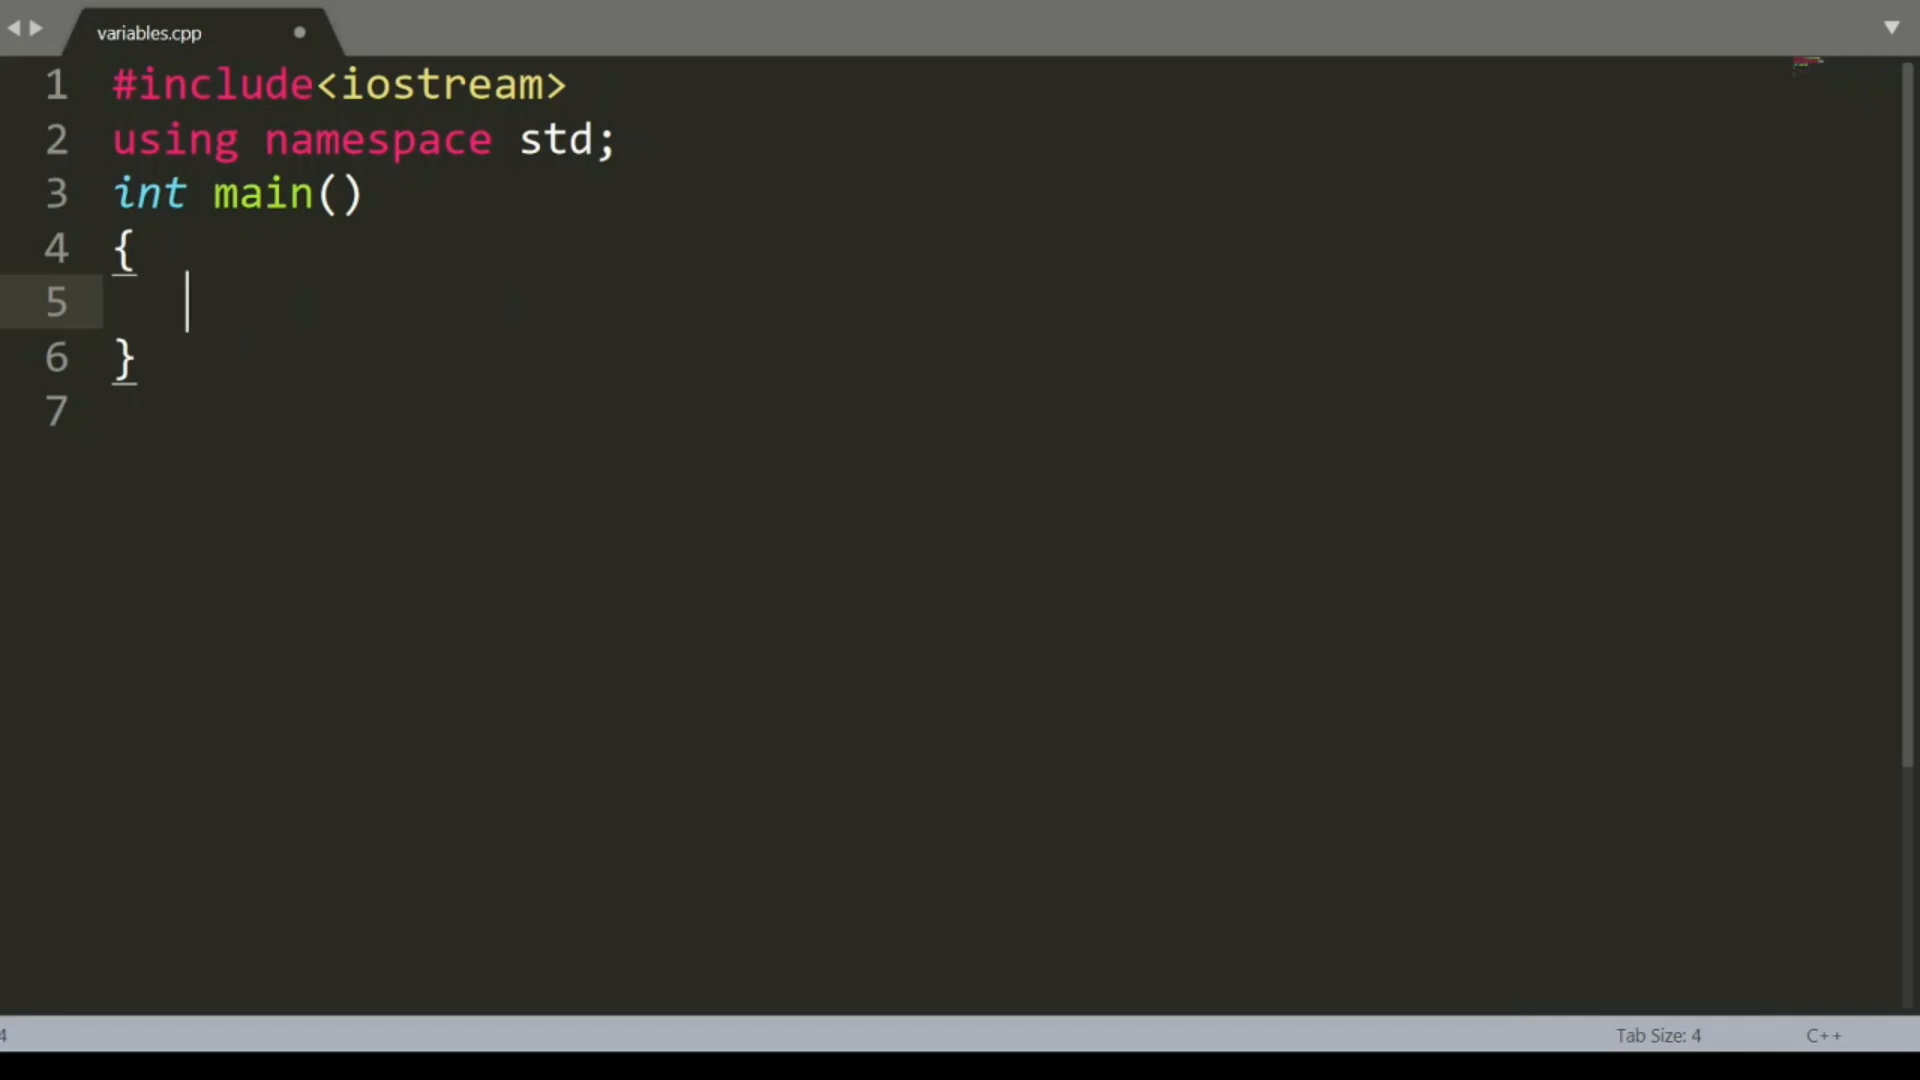 variables.cpp
1 #include<iostream>
2 using namespace std;
3 int main()
4 {
5
6 }
7
4 Tab Size: 4 C++